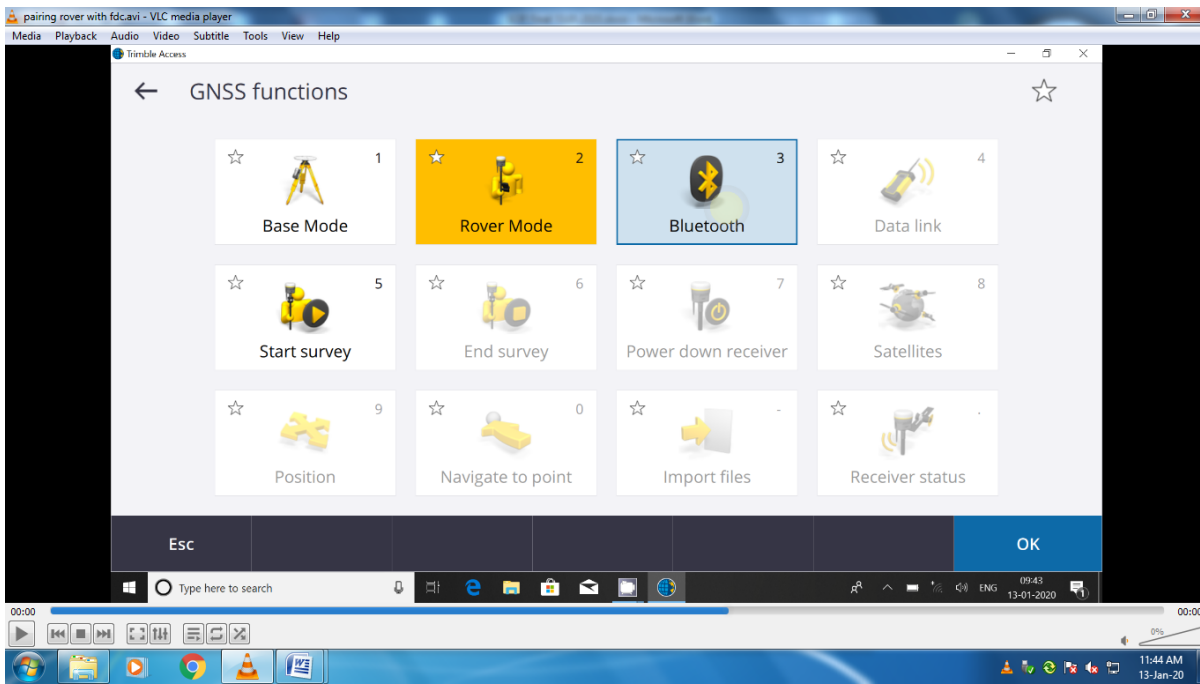 pairing rover with fdc.avi - VLC media player
Media Playback Audio Video Subtitle Tools View Help
Trimble Access
GNSS functions
1 2 3 4
Base Mode Rover Mode Bluetooth Data link
5 6 7 8
Start survey End survey Power down receiver Satellites
9 0 - .
Position Navigate to point Import files Receiver status
Esc OK
Type here to search ENG 09:43
13-01-2020
00:00 00:00
0%
11:44 AM
13-Jan-20